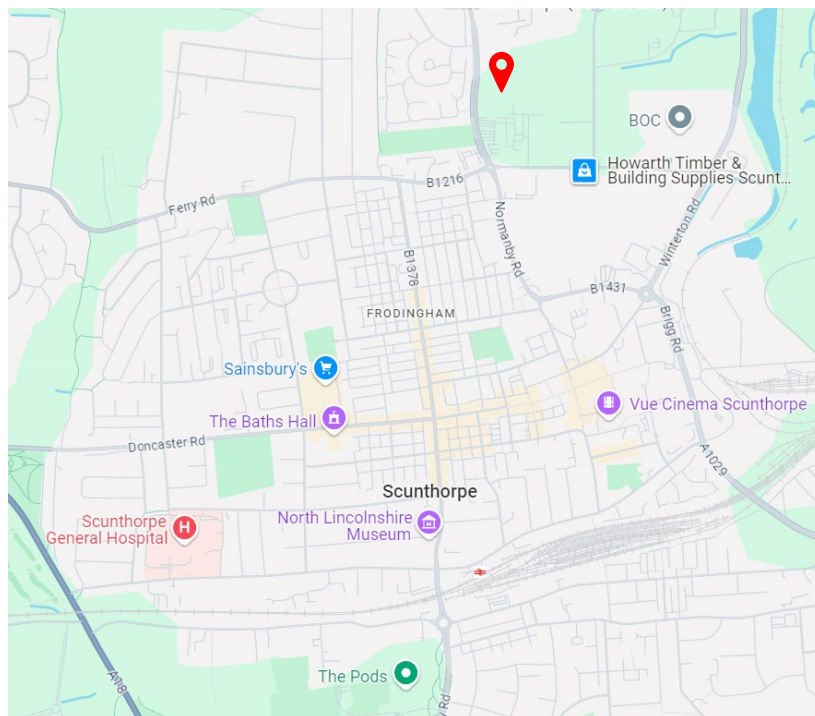 BOC
Howarth Timber &
Building Supplies Scunt...
B1216
Ferry Rd
Normanby Rd
Winterton Rd
B1378
B1431
FRODINGHAM
Brigg Rd
Sainsbury's
The Baths Hall
Vue Cinema Scunthorpe
Doncaster Rd
A1029
Scunthorpe
Scunthorpe
General Hospital
H
North Lincolnshire
Museum
The Pods
A18
Rd